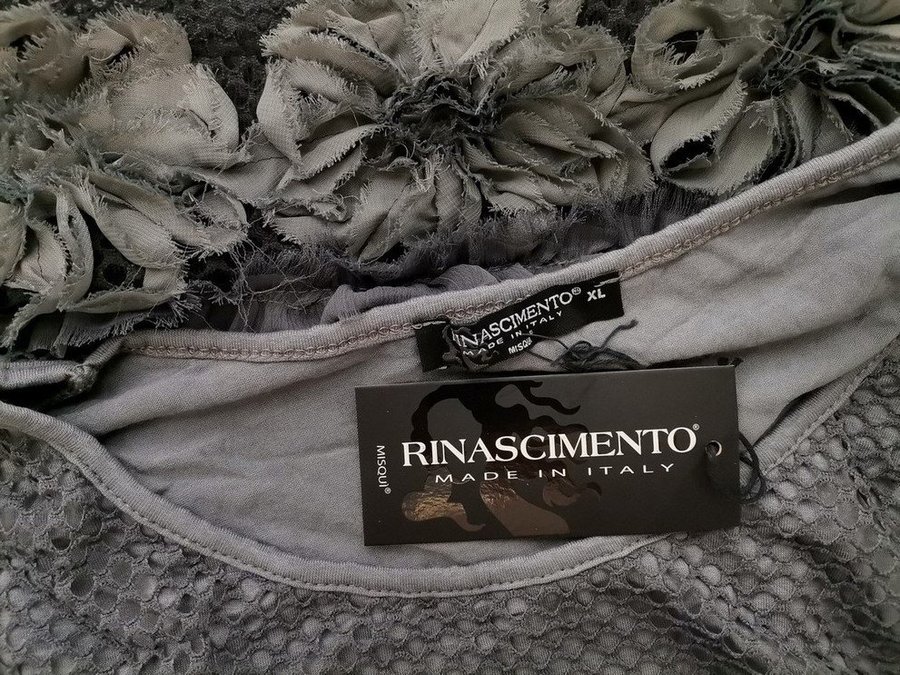 RINASCIMENTO® XL
MADE IN ITALY
MISQUI
MISQUI®
RINASCIMENTO®
MADE IN ITALY